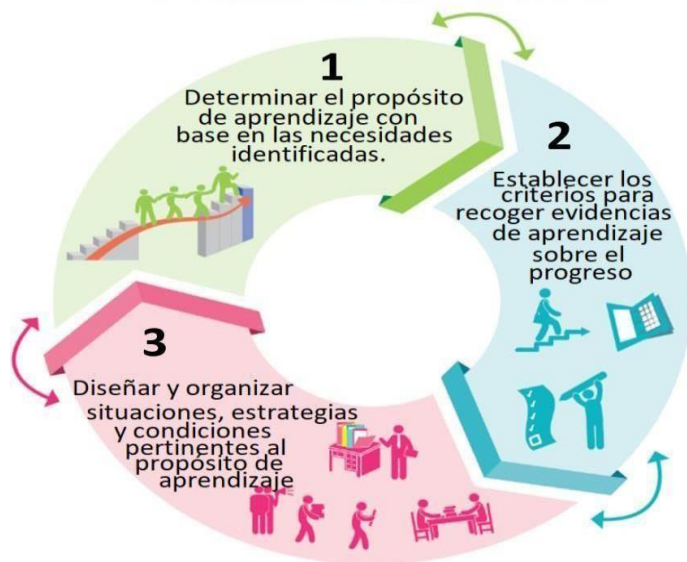 1
Determinar el propósito
de aprendizaje con
base en las necesidades
identificadas.
2
Establecer los
criterios para
recoger evidencias
de aprendizaje
sobre el
progreso
3
Diseñar y organizar
situaciones, estrategias
y condiciones
pertinentes al
propósito de
aprendizaje